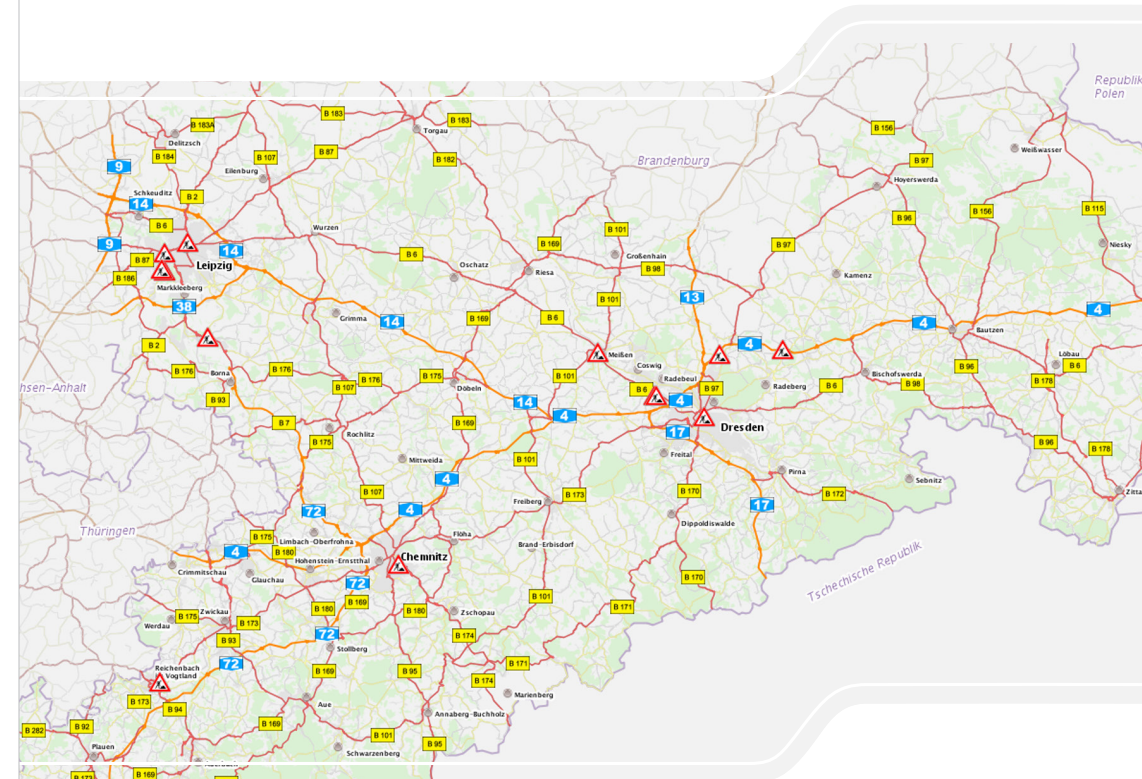 Republik
Polen
B 183
B 183A
B 183
Torgau
B 156
Delitzsch
B 184
B 107
B 87
B 182
Brandenburg
B 97
Weißwasser
9
Eilenburg
Hoyerswerda
Schkeuditz
B 2
14
B 96
B 156
B 115
B 6
Wurzen
B 101
9
14
B 6
B 169
B 97
Niesky
B 87
Leipzig
Oschatz
Riesa
Großenhain
B 98
Kamenz
B 186
Markkleeberg
38
13
B 101
4
Grimma
14
B 169
B 6
4
Bautzen
B 2
4
Meißen
Löbau
B 176
B 176
B 176
B 175
B 101
Coswig
Radebeul
Bischofswerda
B 96
B 6
hsen-Anhalt
Borna
B 107
Döbeln
B 6
B 97
Radeberg
B 6
B 98
B 178
B 93
14
4
4
B 7
B 169
17
Dresden
Rochlitz
B 175
B 96
B 178
Mittweida
B 101
Freital
Pirna
Sebnitz
4
B 107
B 173
B 170
B 172
Zitta
Freiberg
72
4
17
Thüringen
Dippoldiswalde
B 175
Limbach-Oberfrohna
Flöha
Brand-Erbisdorf
4
B 180
Chemnitz
Hohenstein-Ernstthal
Crimmitschau
Glauchau
72
B 170
Tschechische Republik
B 169
B 101
B 180
B 180
B 171
Zwickau
Zschopau
B 175
B 173
Werdau
72
B 174
B 93
Stollberg
72
B 171
Reichenbach
Vogtland
B 169
B 95
B 174
B 173
Marienberg
B 94
Aue
Annaberg-Buchholz
B 282
B 92
B 169
B 101
B 95
Plauen
Schwarzenberg
B 173
B 169